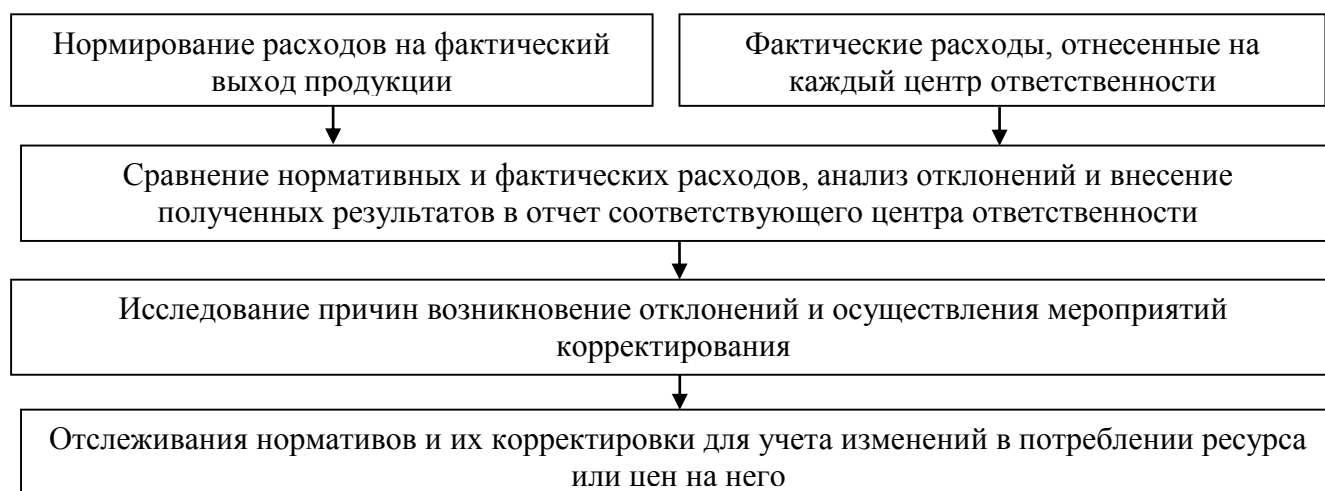 Нормирование расходов на фактический
выход продукции
Фактические расходы, отнесенные на
каждый центр ответственности
Сравнение нормативных и фактических расходов, анализ отклонений и внесение
полученных результатов в отчет соответствующего центра ответственности
Исследование причин возникновение отклонений и осуществления мероприятий
корректирования
Отслеживания нормативов и их корректировки для учета изменений в потреблении ресурса
или цен на него